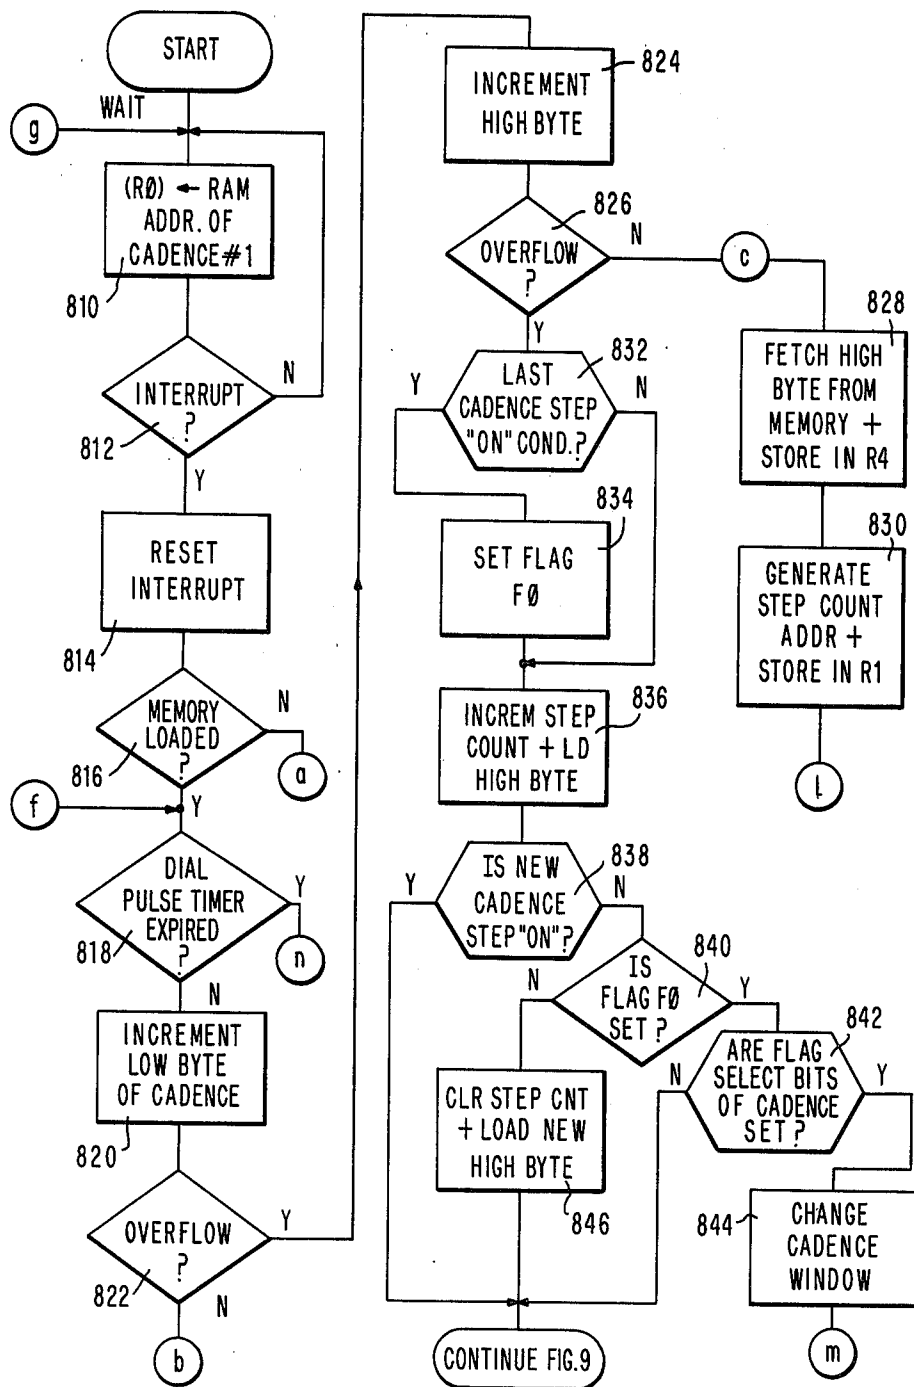 START
WAIT
g
(RØ) ← RAM
ADDR. OF
CADENCE #1
810
INTERRUPT
?
N
812
Y
RESET
INTERRUPT
814
MEMORY
LOADED
?
N
816
a
Y
f
DIAL
PULSE TIMER
EXPIRED
?
Y
818
n
N
INCREMENT
LOW BYTE
OF CADENCE
820
OVERFLOW
?
Y
822
N
b
INCREMENT
HIGH BYTE
824
OVERFLOW
?
826
N
c
Y
FETCH HIGH
BYTE FROM
MEMORY +
STORE IN R4
828
GENERATE
STEP COUNT
ADDR +
STORE IN R1
830
l
LAST
CADENCE STEP
"ON" COND.?
832
Y
N
SET FLAG
FØ
834
INCREM STEP
COUNT + LD
HIGH BYTE
836
IS NEW
CADENCE
STEP "ON"?
838
Y
N
IS
FLAG FØ
SET ?
840
N
Y
CLR STEP CNT
+ LOAD NEW
HIGH BYTE
846
ARE FLAG
SELECT BITS
OF CADENCE
SET ?
842
N
Y
CHANGE
CADENCE
WINDOW
844
m
CONTINUE FIG.9